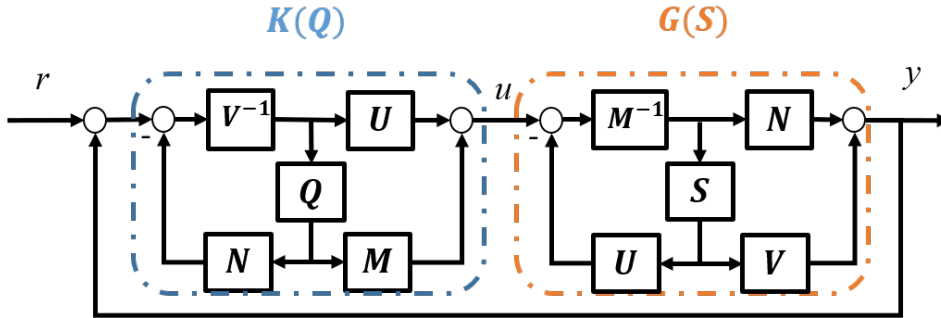 K(Q) G(S)
r u y
V⁻¹ U M⁻¹ N
- -
Q S
N M U V